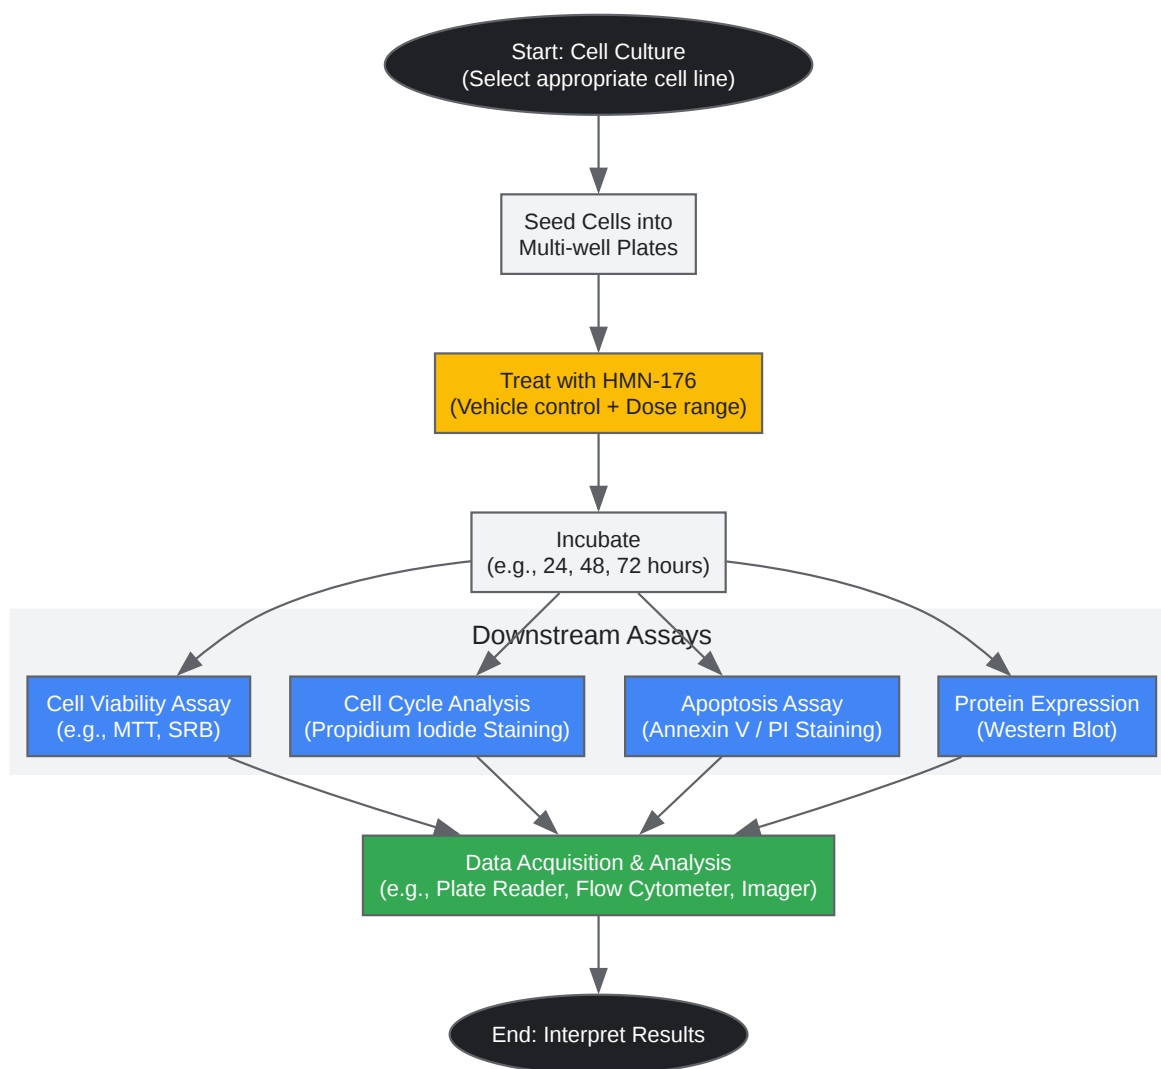 Start: Cell Culture
(Select appropriate cell line)
Seed Cells into
Multi-well Plates
Treat with HMN-176
(Vehicle control + Dose range)
Incubate
(e.g., 24, 48, 72 hours)
Downstream Assays
Cell Viability Assay
(e.g., MTT, SRB)
Cell Cycle Analysis
(Propidium Iodide Staining)
Apoptosis Assay
(Annexin V / PI Staining)
Protein Expression
(Western Blot)
Data Acquisition & Analysis
(e.g., Plate Reader, Flow Cytometer, Imager)
End: Interpret Results